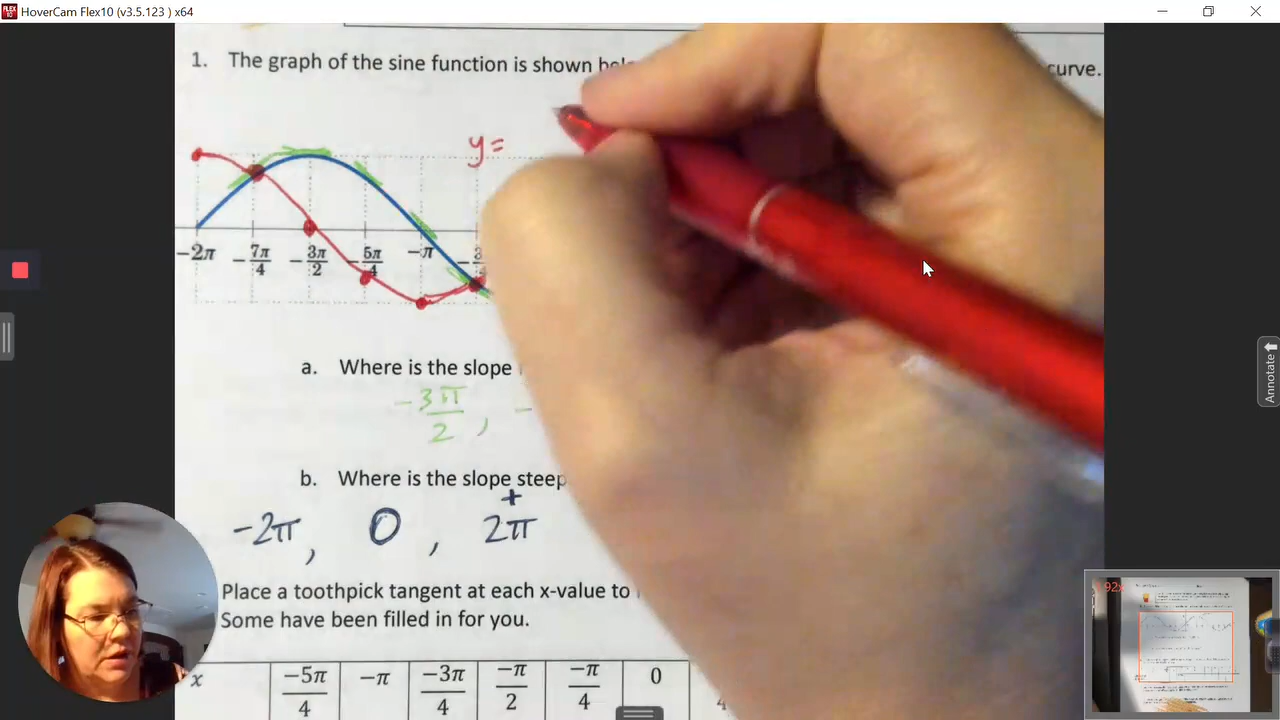 HoverCam Flex10 (v3.5.123 ) x64
1. The graph of the sine function is shown curve.
y=
−2π −7π/4 −3π/2 −5π/4 −π
a. Where is the slope
-3π/2 , -
b. Where is the slope steep
+
-2π , 0 , 2π
Place a toothpick tangent at each x-value to
Some have been filled in for you.
x −5π/4 −π −3π/4 −π/2 −π/4 0
Annotate
92x